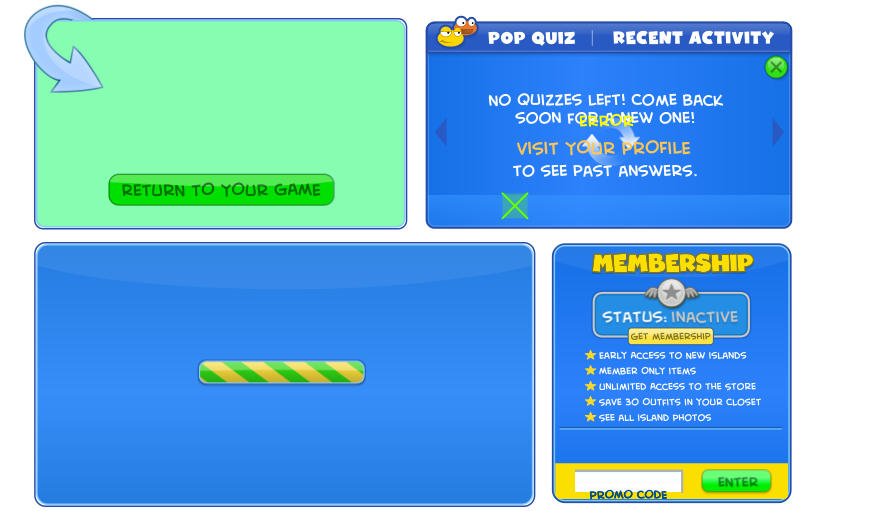 RETURN TO YOUR GAME
POP QUIZ
RECENT ACTIVITY
NO QUIZZES LEFT! COME BACK
SOON FOR A NEW ONE!
ERROR
VISIT YOUR PROFILE
TO SEE PAST ANSWERS.
MEMBERSHIP
STATUS: INACTIVE
GET MEMBERSHIP
EARLY ACCESS TO NEW ISLANDS
MEMBER ONLY ITEMS
UNLIMITED ACCESS TO THE STORE
SAVE 30 OUTFITS IN YOUR CLOSET
SEE ALL ISLAND PHOTOS
PROMO CODE
ENTER